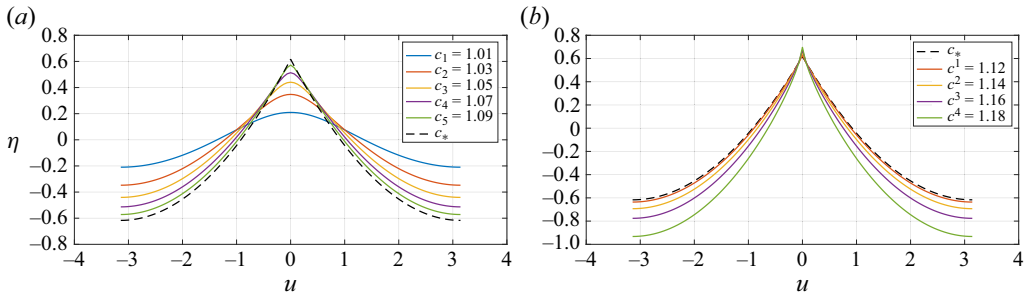 (a)
0.8
0.6
0.4
0.2
0
–0.2
–0.4
–0.6
–0.8
η
–4
–3
–2
–1
0
1
2
3
4
u
c₁ = 1.01
c₂ = 1.03
c₃ = 1.05
c₄ = 1.07
c₅ = 1.09
c*
(b)
0.8
0.6
0.4
0.2
0
–0.2
–0.4
–0.6
–0.8
–1.0
–4
–3
–2
–1
0
1
2
3
4
u
c*
c¹ = 1.12
c² = 1.14
c³ = 1.16
c⁴ = 1.18